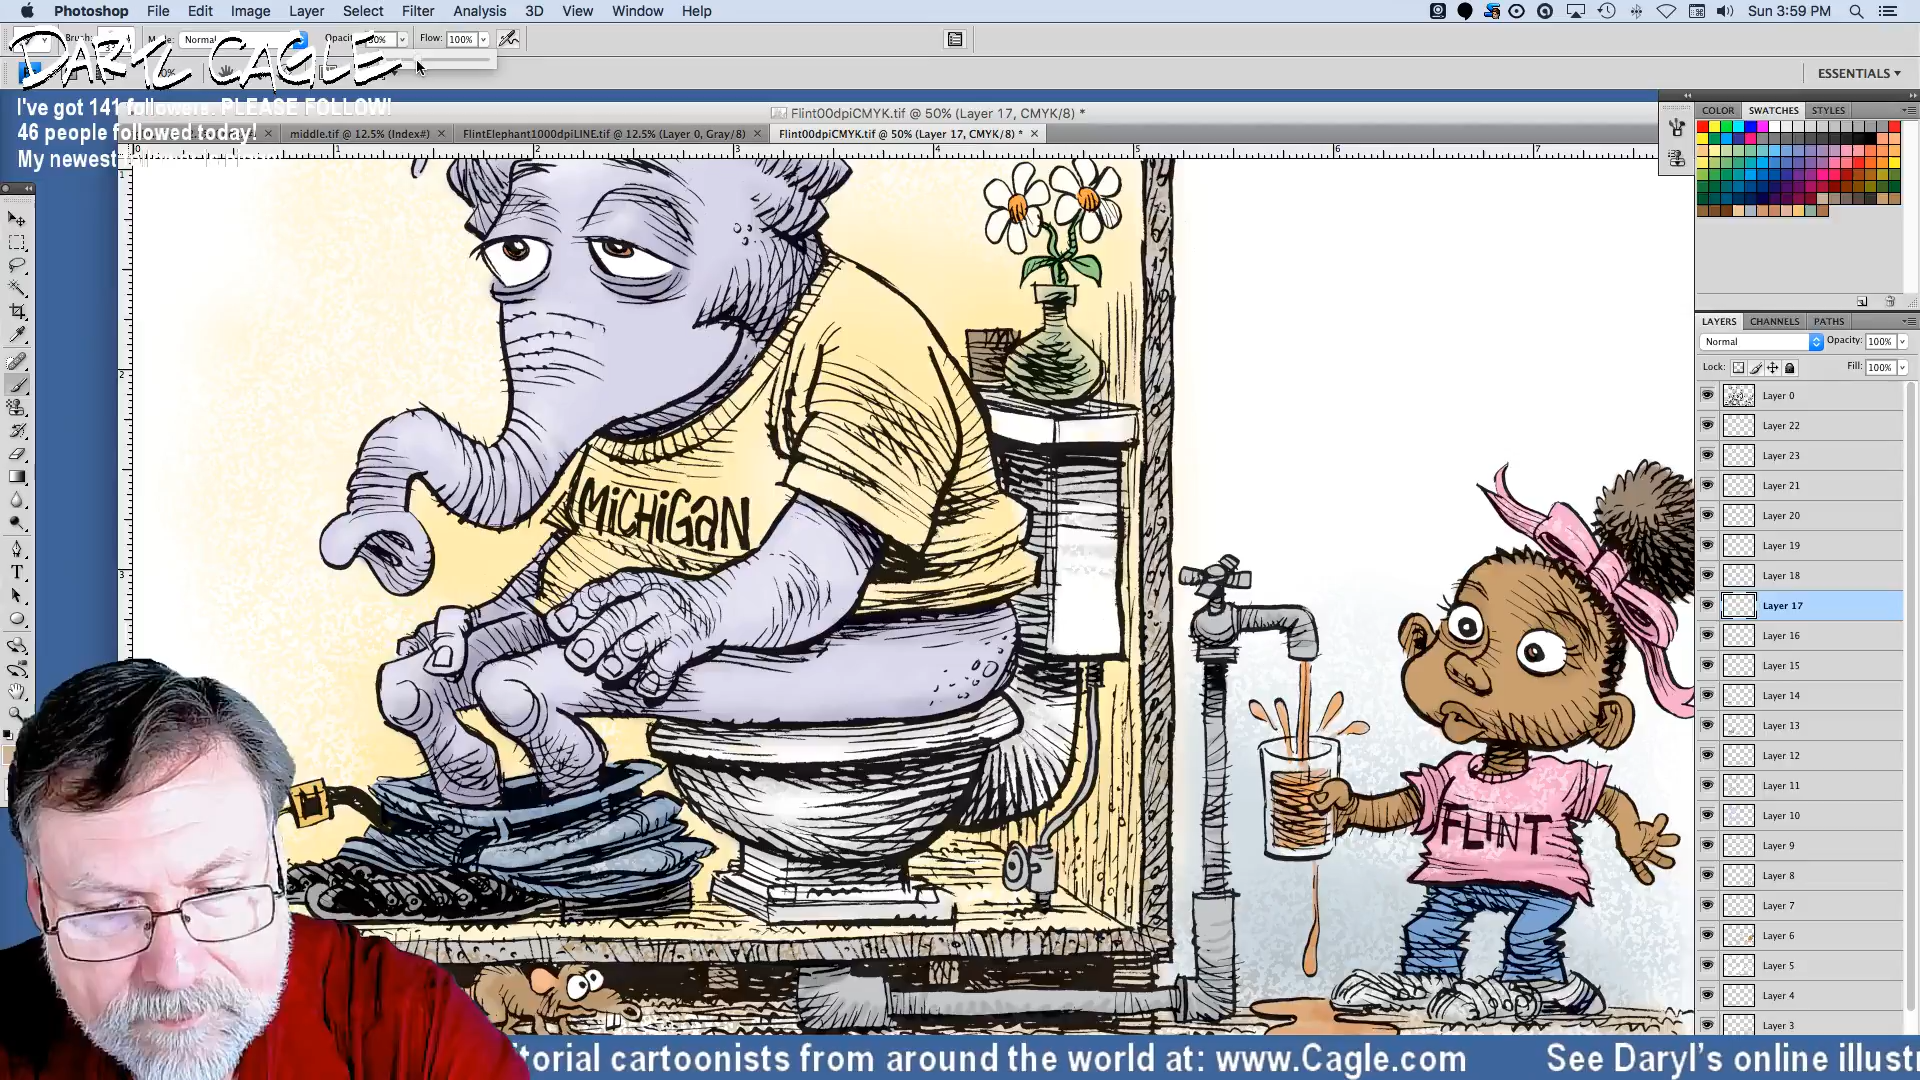 Photoshop File Edit Image Layer Select Filter Analysis 3D View Window Help
Sun 3:59 PM
Flow: 100%
ESSENTIALS
DARYL CAGLE
I've got 141 followers. PLEASE FOLLOW!
46 people followed today!
My newest
Flint00dpiCMYK.tif @ 50% (Layer 17, CMYK/8) *
middle.tif @ 12.5% (Index#)
FlintElephant1000dpiLINE.tif @ 12.5% (Layer 0, Gray/8)
Flint00dpiCMYK.tif @ 50% (Layer 17, CMYK/8) *
COLOR SWATCHES STYLES
LAYERS CHANNELS PATHS
Normal Opacity: 100%
Lock: Fill: 100%
Layer 0
Layer 22
Layer 23
Layer 21
Layer 20
Layer 19
Layer 18
Layer 17
Layer 16
Layer 15
Layer 14
Layer 13
Layer 12
Layer 11
Layer 10
Layer 9
Layer 8
Layer 7
Layer 6
Layer 5
Layer 4
Layer 3
MiCHiGaN
FLINT
itorial cartoonists from around the world at: www.Cagle.com See Daryl's online illustr